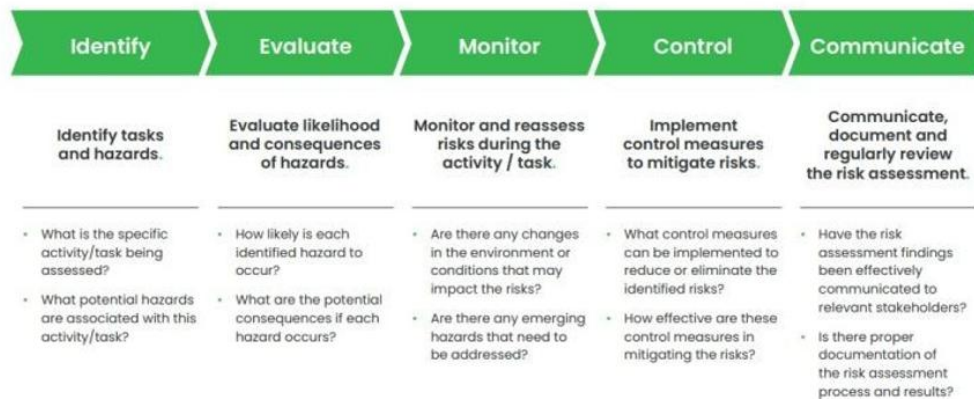 Identify
Evaluate
Monitor
Control
Communicate
Identify tasks
and hazards.
Evaluate likelihood
and consequences
of hazards.
Monitor and reassess
risks during the
activity / task.
Implement
control measures
to mitigate risks.
Communicate,
document and
regularly review
the risk assessment.
• What is the specific
activity/task being
assessed?
• What potential hazards
are associated with this
activity/task?
• How likely is each
identified hazard to
occur?
• What are the potential
consequences if each
hazard occurs?
• Are there any changes
in the environment or
conditions that may
impact the risks?
• Are there any emerging
hazards that need to
be addressed?
• What control measures
can be implemented to
reduce or eliminate the
identified risks?
• How effective are these
control measures in
mitigating the risks?
• Have the risk
assessment findings
been effectively
communicated to
relevant stakeholders?
• Is there proper
documentation of
the risk assessment
process and results?